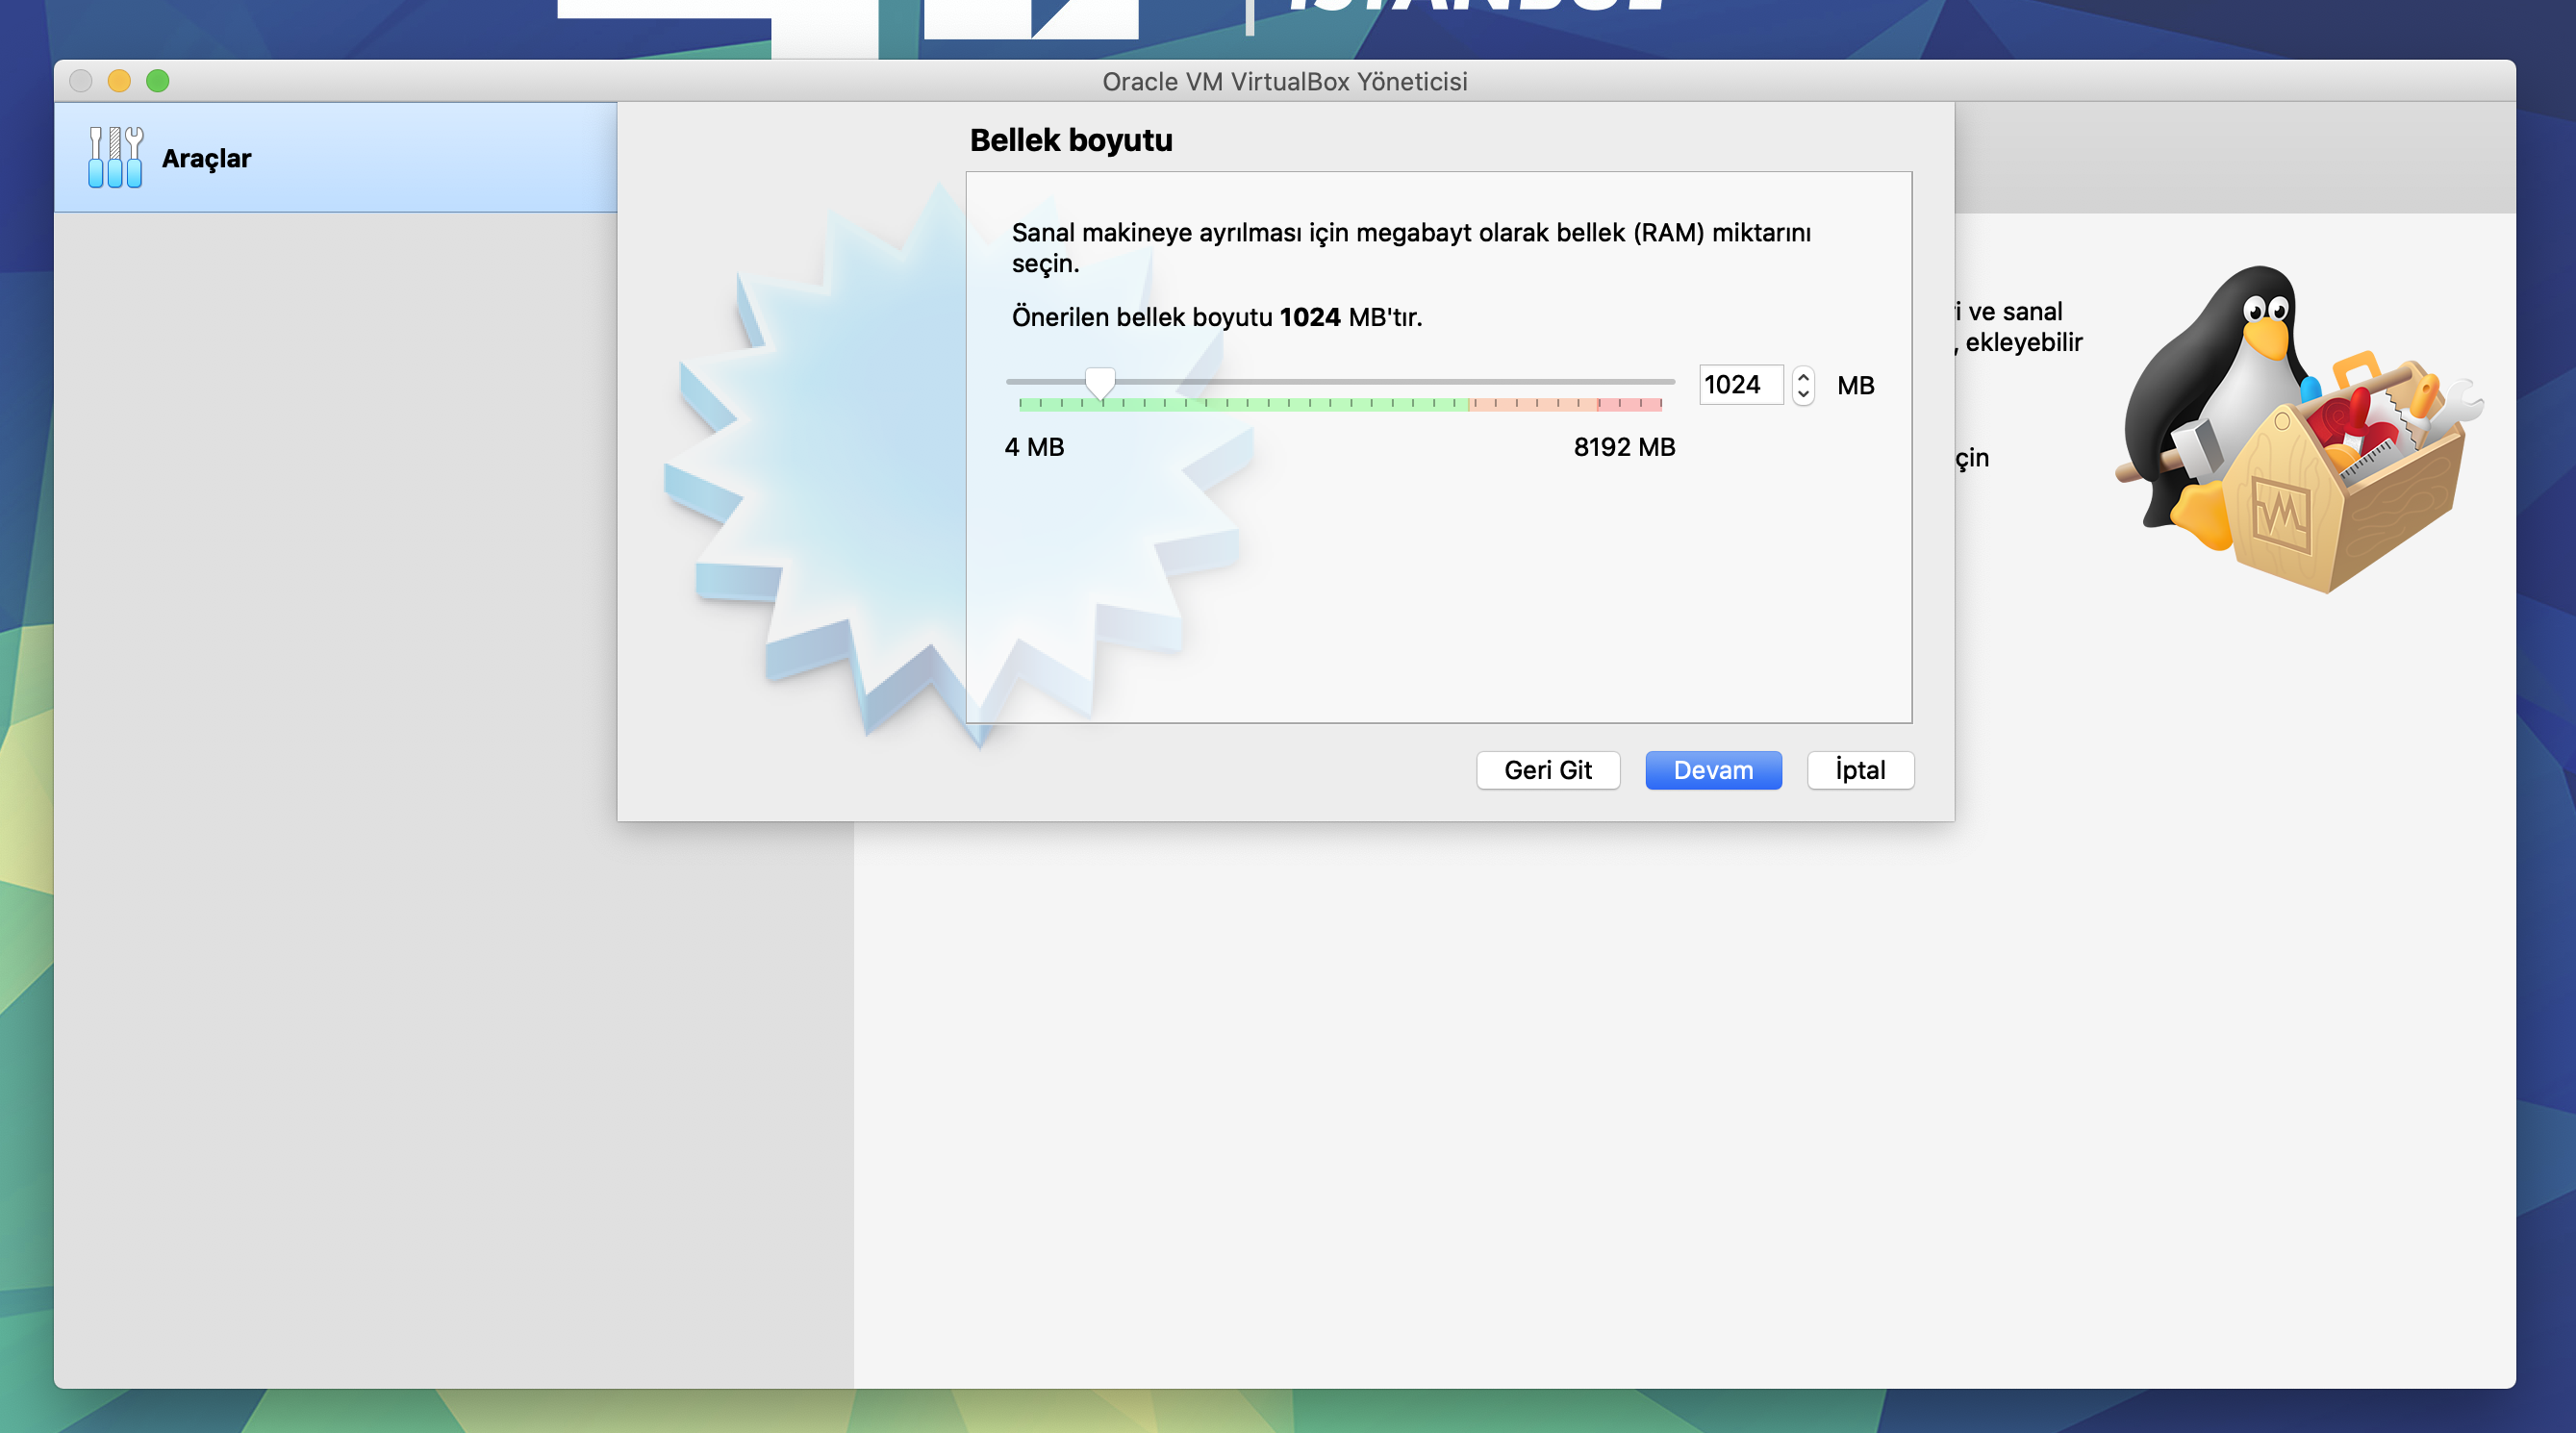 Oracle VM VirtualBox Yöneticisi
Araçlar
Bellek boyutu
Sanal makineye ayrılması için megabayt olarak bellek (RAM) miktarını
seçin.
Önerilen bellek boyutu 1024 MB'tır.
1024 MB
4 MB 8192 MB
ve sanal
, ekleyebilir
Geri Git Devam İptal